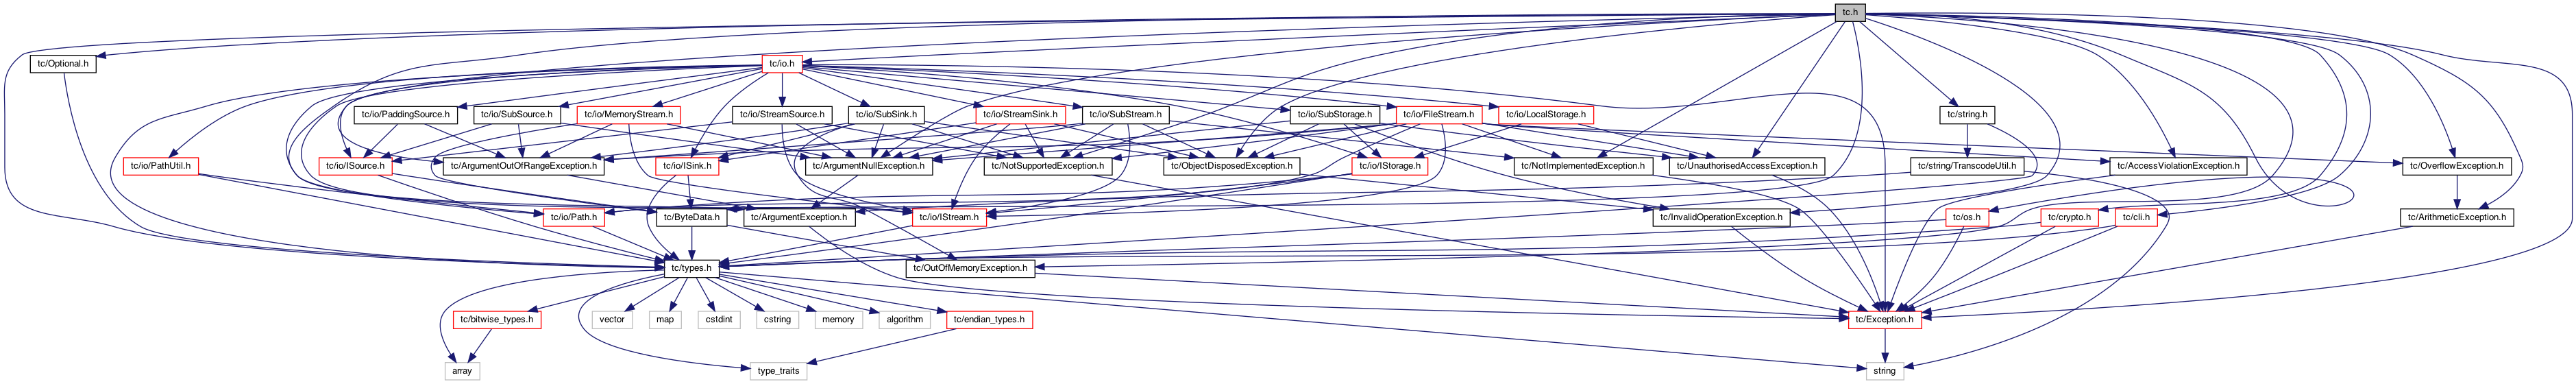 tc.h
tc/Optional.h
tc/io.h
tc/io/PaddingSource.h
tc/io/SubSource.h
tc/io/MemoryStream.h
tc/io/StreamSource.h
tc/io/SubSink.h
tc/io/StreamSink.h
tc/io/SubStream.h
tc/io/SubStorage.h
tc/io/FileStream.h
tc/io/LocalStorage.h
tc/string.h
tc/io/PathUtil.h
tc/io/ISource.h
tc/ArgumentOutOfRangeException.h
tc/io/ISink.h
tc/ArgumentNullException.h
tc/NotSupportedException.h
tc/ObjectDisposedException.h
tc/io/IStorage.h
tc/NotImplementedException.h
tc/UnauthorisedAccessException.h
tc/string/TranscodeUtil.h
tc/AccessViolationException.h
tc/OverflowException.h
tc/io/Path.h
tc/ByteData.h
tc/ArgumentException.h
tc/io/IStream.h
tc/InvalidOperationException.h
tc/os.h
tc/crypto.h
tc/cli.h
tc/ArithmeticException.h
tc/types.h
tc/OutOfMemoryException.h
tc/bitwise_types.h
vector
map
cstdint
cstring
memory
algorithm
tc/endian_types.h
tc/Exception.h
array
type_traits
string